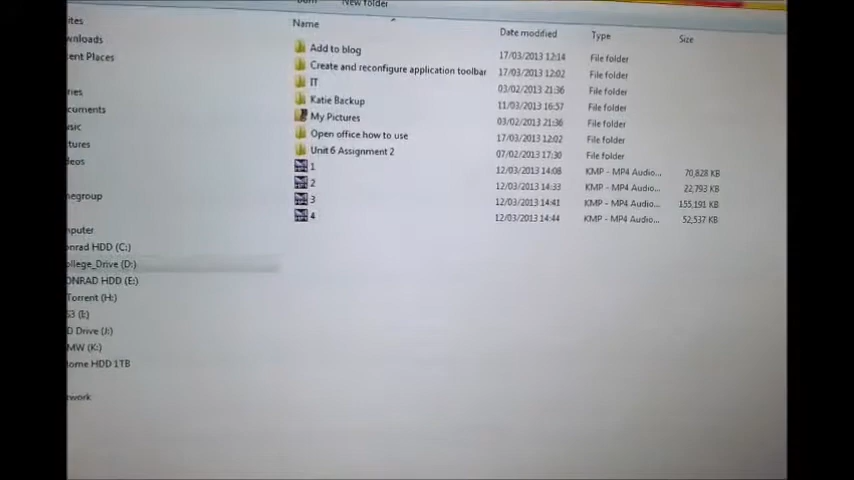 New folder
Name Date modified Type Size
Add to blog 17/03/2013 12:14 File folder
Create and reconfigure application toolbar 17/03/2013 12:02 File folder
IT 03/02/2013 21:36 File folder
Katie Backup 11/03/2013 16:57 File folder
My Pictures 03/02/2013 21:36 File folder
Open office how to use 17/03/2013 12:02 File folder
Unit 6 Assignment 2 07/02/2013 17:30 File folder
1 12/03/2013 14:08 KMP - MP4 Audio... 70,828 KB
2 12/03/2013 14:33 KMP - MP4 Audio... 22,793 KB
3 12/03/2013 14:41 KMP - MP4 Audio... 155,191 KB
4 12/03/2013 14:44 KMP - MP4 Audio... 52,537 KB
ites
wnloads
ent Places
ries
cuments
usic
tures
deos
megroup
mputer
onrad HDD (C:)
ollege_Drive (D:)
ONRAD HDD (E:)
Torrent (H:)
S3 (I:)
D Drive (J:)
MW (K:)
ome HDD 1TB
twork